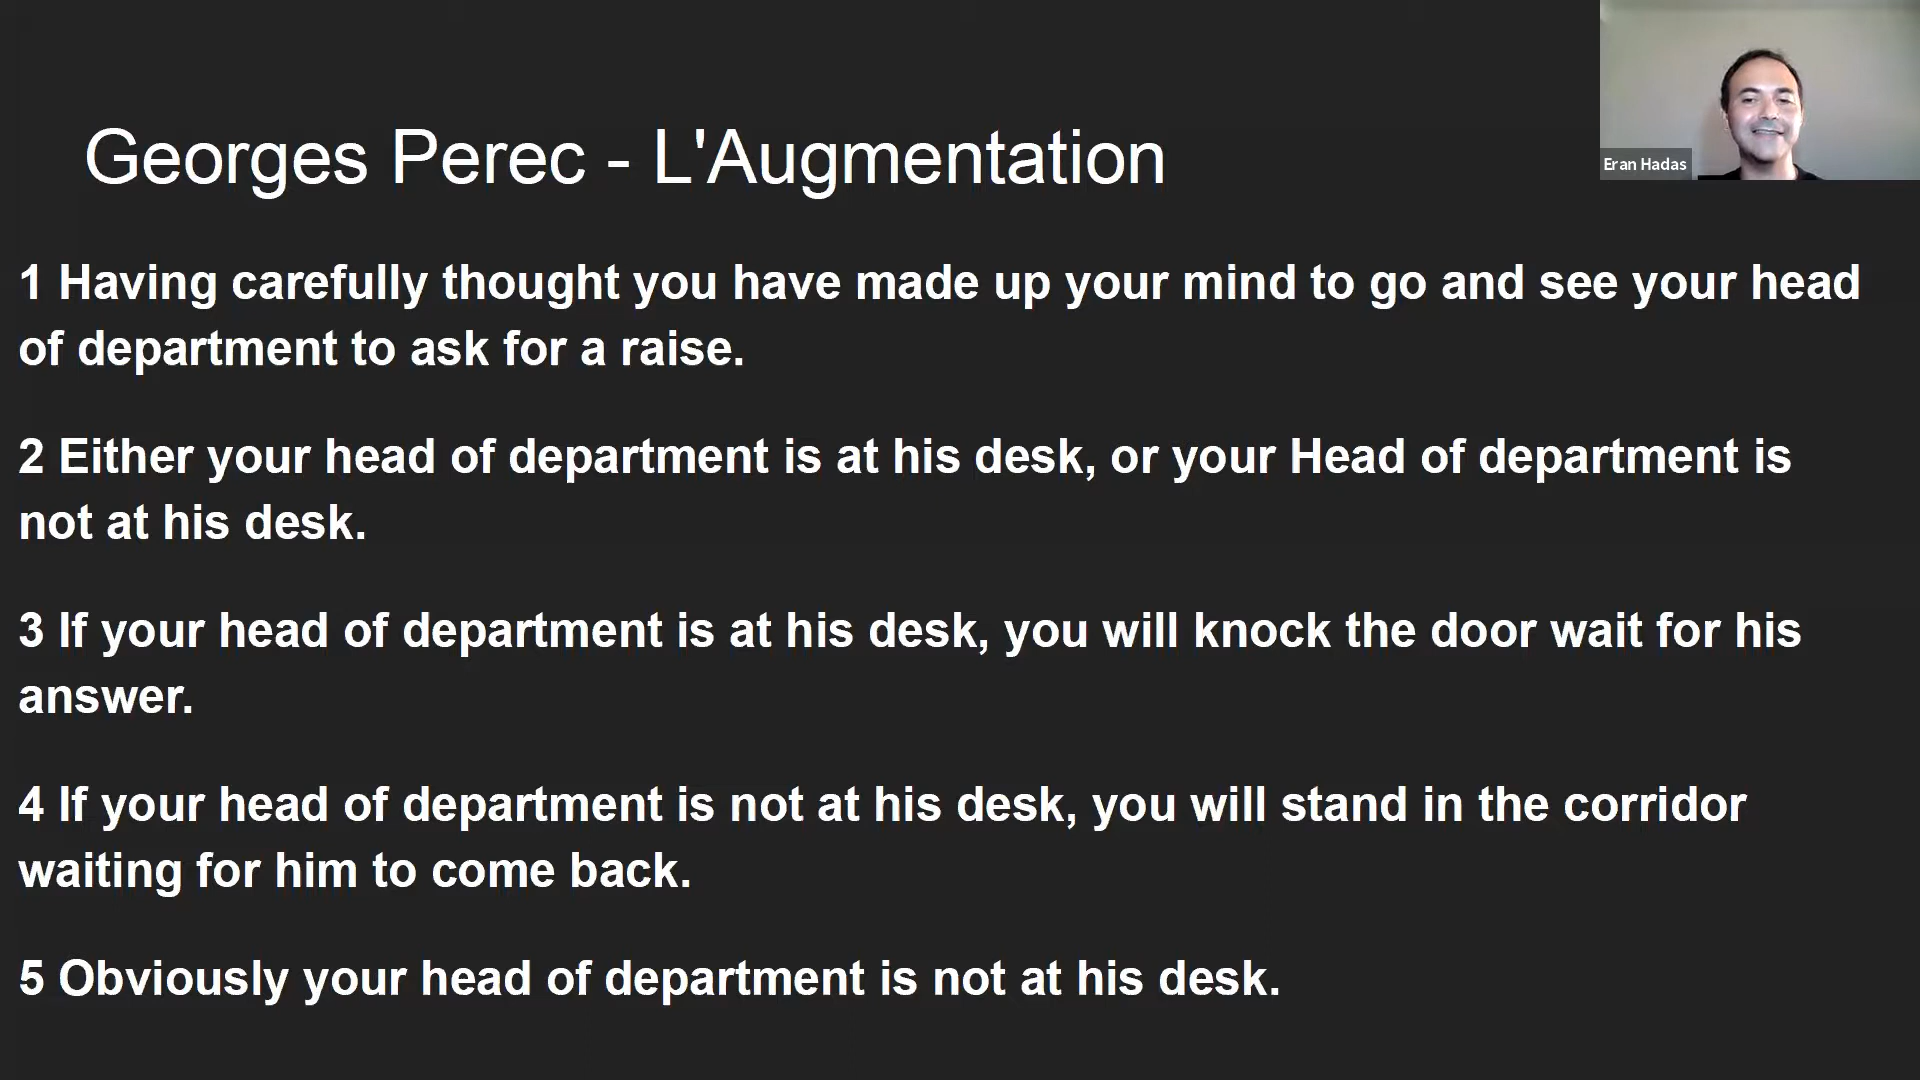 Eran Hadas
Georges Perec - L'Augmentation
1 Having carefully thought you have made up your mind to go and see your head
of department to ask for a raise.
2 Either your head of department is at his desk, or your Head of department is
not at his desk.
3 If your head of department is at his desk, you will knock the door wait for his
answer.
4 If your head of department is not at his desk, you will stand in the corridor
waiting for him to come back.
5 Obviously your head of department is not at his desk.